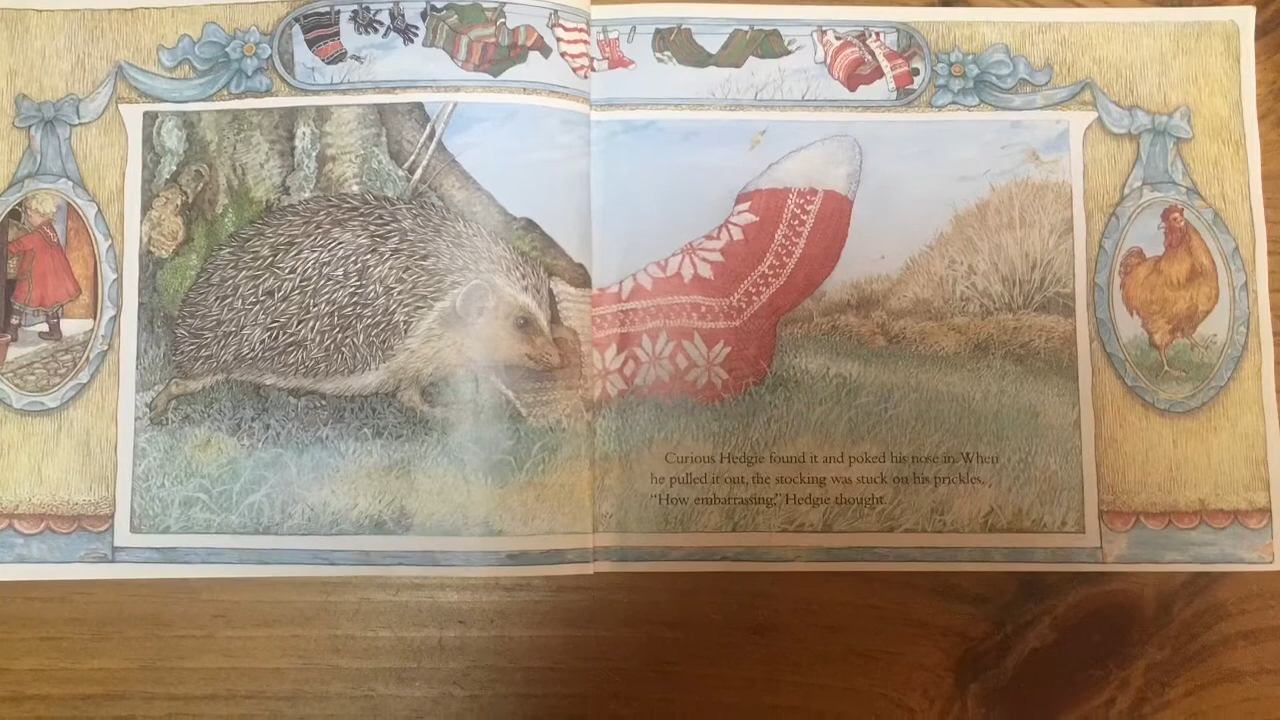 Curious Hedgie found it and poked his nose in. When
he pulled it out, the stocking was stuck on his prickles.
“How embarrassing,” Hedgie thought.